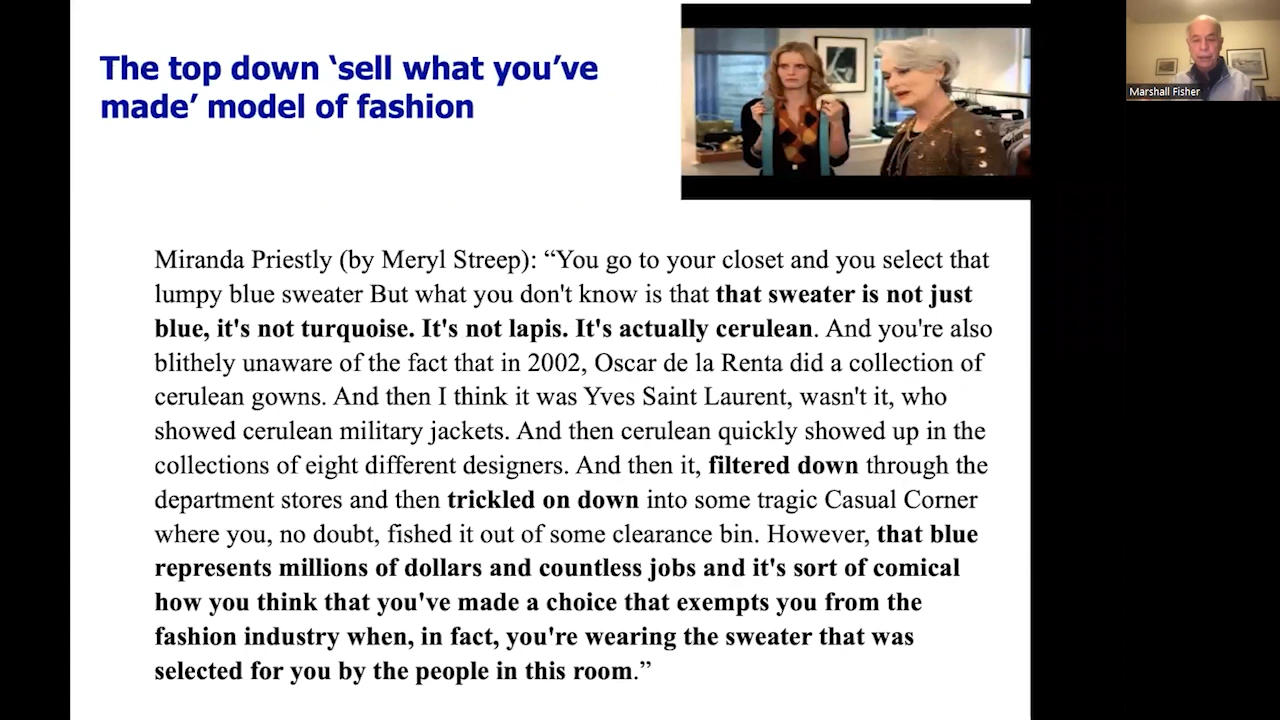 The top down ‘sell what you’ve
made’ model of fashion
Marshall Fisher
Miranda Priestly (by Meryl Streep): “You go to your closet and you select that
lumpy blue sweater But what you don't know is that that sweater is not just
blue, it's not turquoise. It's not lapis. It's actually cerulean. And you're also
blithely unaware of the fact that in 2002, Oscar de la Renta did a collection of
cerulean gowns. And then I think it was Yves Saint Laurent, wasn't it, who
showed cerulean military jackets. And then cerulean quickly showed up in the
collections of eight different designers. And then it, filtered down through the
department stores and then trickled on down into some tragic Casual Corner
where you, no doubt, fished it out of some clearance bin. However, that blue
represents millions of dollars and countless jobs and it's sort of comical
how you think that you've made a choice that exempts you from the
fashion industry when, in fact, you're wearing the sweater that was
selected for you by the people in this room.”